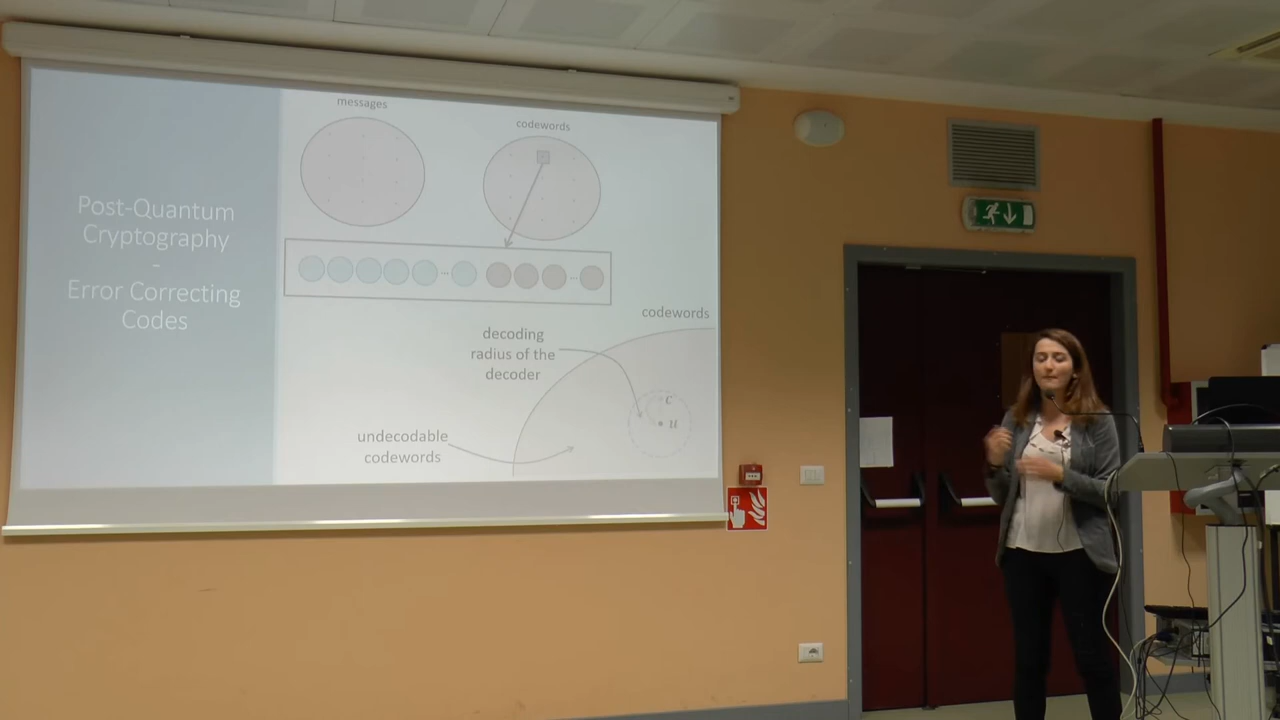 Post-Quantum
Cryptography
-
Error Correcting
Codes
messages
codewords
...
...
codewords
decoding
radius of the
decoder
c
u
undecodable
codewords